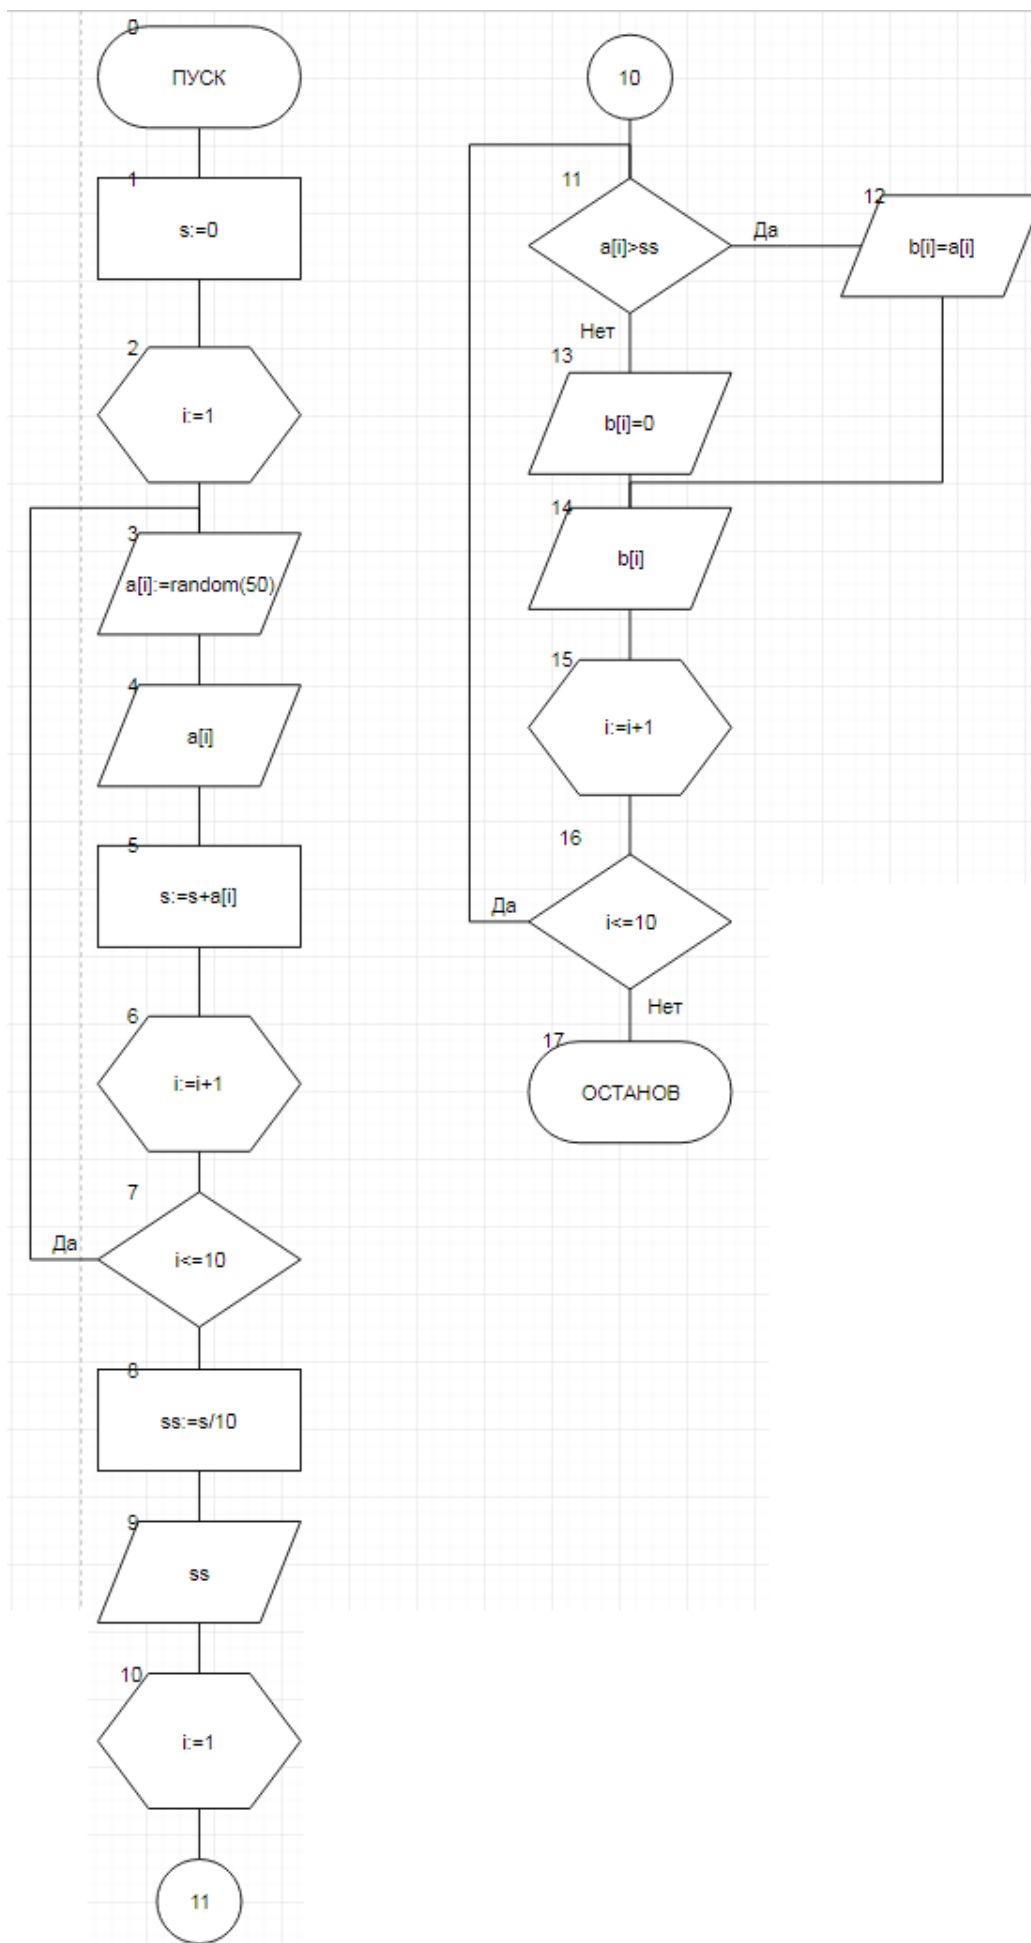 0
ПУСК
1
s:=0
2
i:=1
3
a[i]:=random(50)
4
a[i]
5
s:=s+a[i]
6
i:=i+1
7
i<=10
Да
8
ss:=s/10
9
ss
10
i:=1
11
10
11
a[i]>ss
Да
12
b[i]=a[i]
Нет
13
b[i]=0
14
b[i]
15
i:=i+1
16
Да
i<=10
Нет
17
ОСТАНОВ